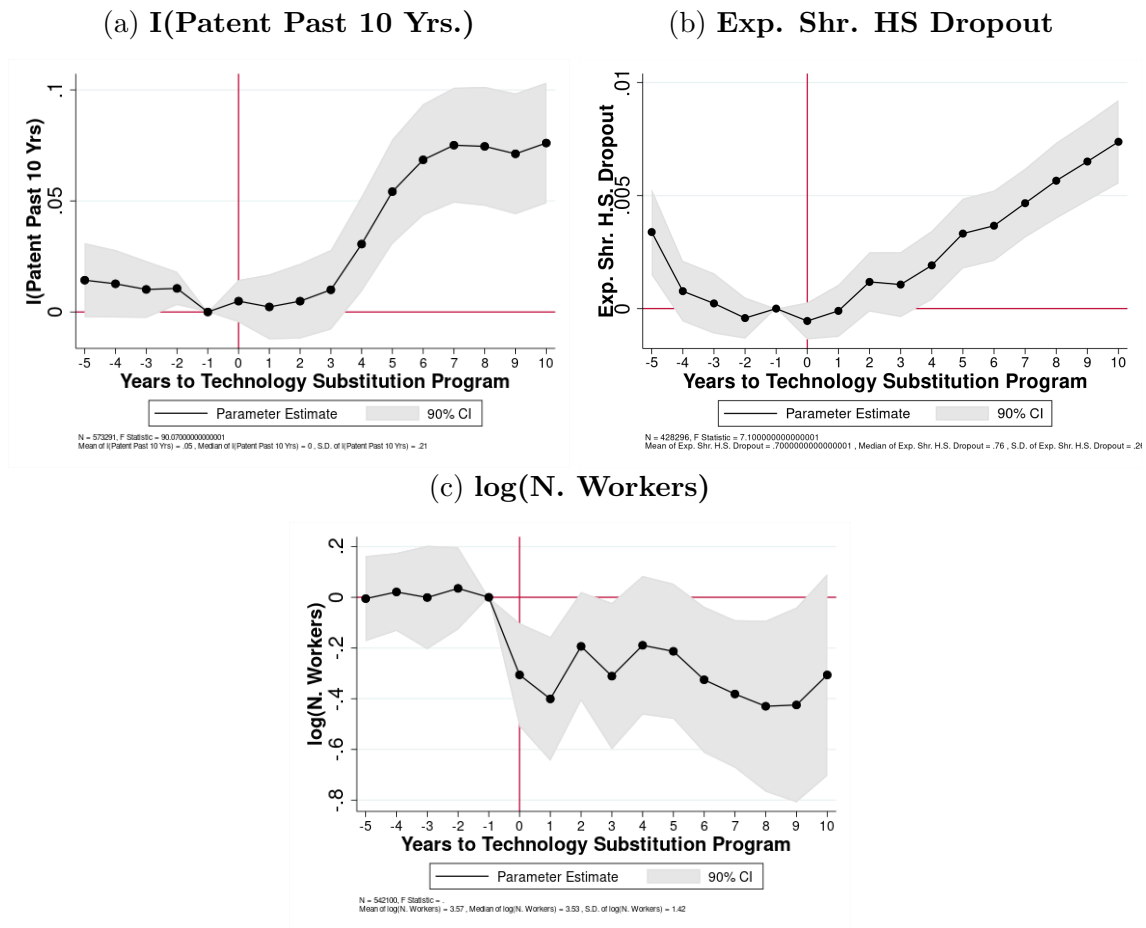 (a) I(Patent Past 10 Yrs.)
I(Patent Past 10 Yrs)
.1
.05
0
-5 -4 -3 -2 -1 0 1 2 3 4 5 6 7 8 9 10
Years to Technology Substitution Program
Parameter Estimate 90% CI
N = 573291, F Statistic = 90.07000000000001
Mean of I(Patent Past 10 Yrs) = .05 , Median of I(Patent Past 10 Yrs) = 0 , S.D. of I(Patent Past 10 Yrs) = .21
(b) Exp. Shr. HS Dropout
Exp. Shr. H.S. Dropout
.01
.005
0
-5 -4 -3 -2 -1 0 1 2 3 4 5 6 7 8 9 10
Years to Technology Substitution Program
Parameter Estimate 90% CI
N = 428296, F Statistic = 7.100000000000001
Mean of Exp. Shr. H.S. Dropout = .7000000000000001 , Median of Exp. Shr. H.S. Dropout = .76 , S.D. of Exp. Shr. H.S. Dropout = .26
(c) log(N. Workers)
log(N. Workers)
.2
0
-.2
-.4
-.6
-.8
-5 -4 -3 -2 -1 0 1 2 3 4 5 6 7 8 9 10
Years to Technology Substitution Program
Parameter Estimate 90% CI
N = 542100, F Statistic = .
Mean of log(N. Workers) = 3.57 , Median of log(N. Workers) = 3.53 , S.D. of log(N. Workers) = 1.42